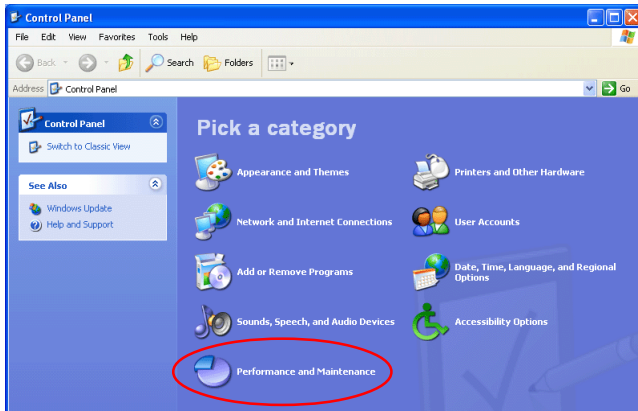 Control Panel
File Edit View Favorites Tools Help
Back Search Folders
Address Control Panel Go
Control Panel
Switch to Classic View
See Also
Windows Update
Help and Support
Pick a category
Appearance and Themes
Printers and Other Hardware
Network and Internet Connections
User Accounts
Add or Remove Programs
Date, Time, Language, and Regional
Options
Sounds, Speech, and Audio Devices
Accessibility Options
Performance and Maintenance